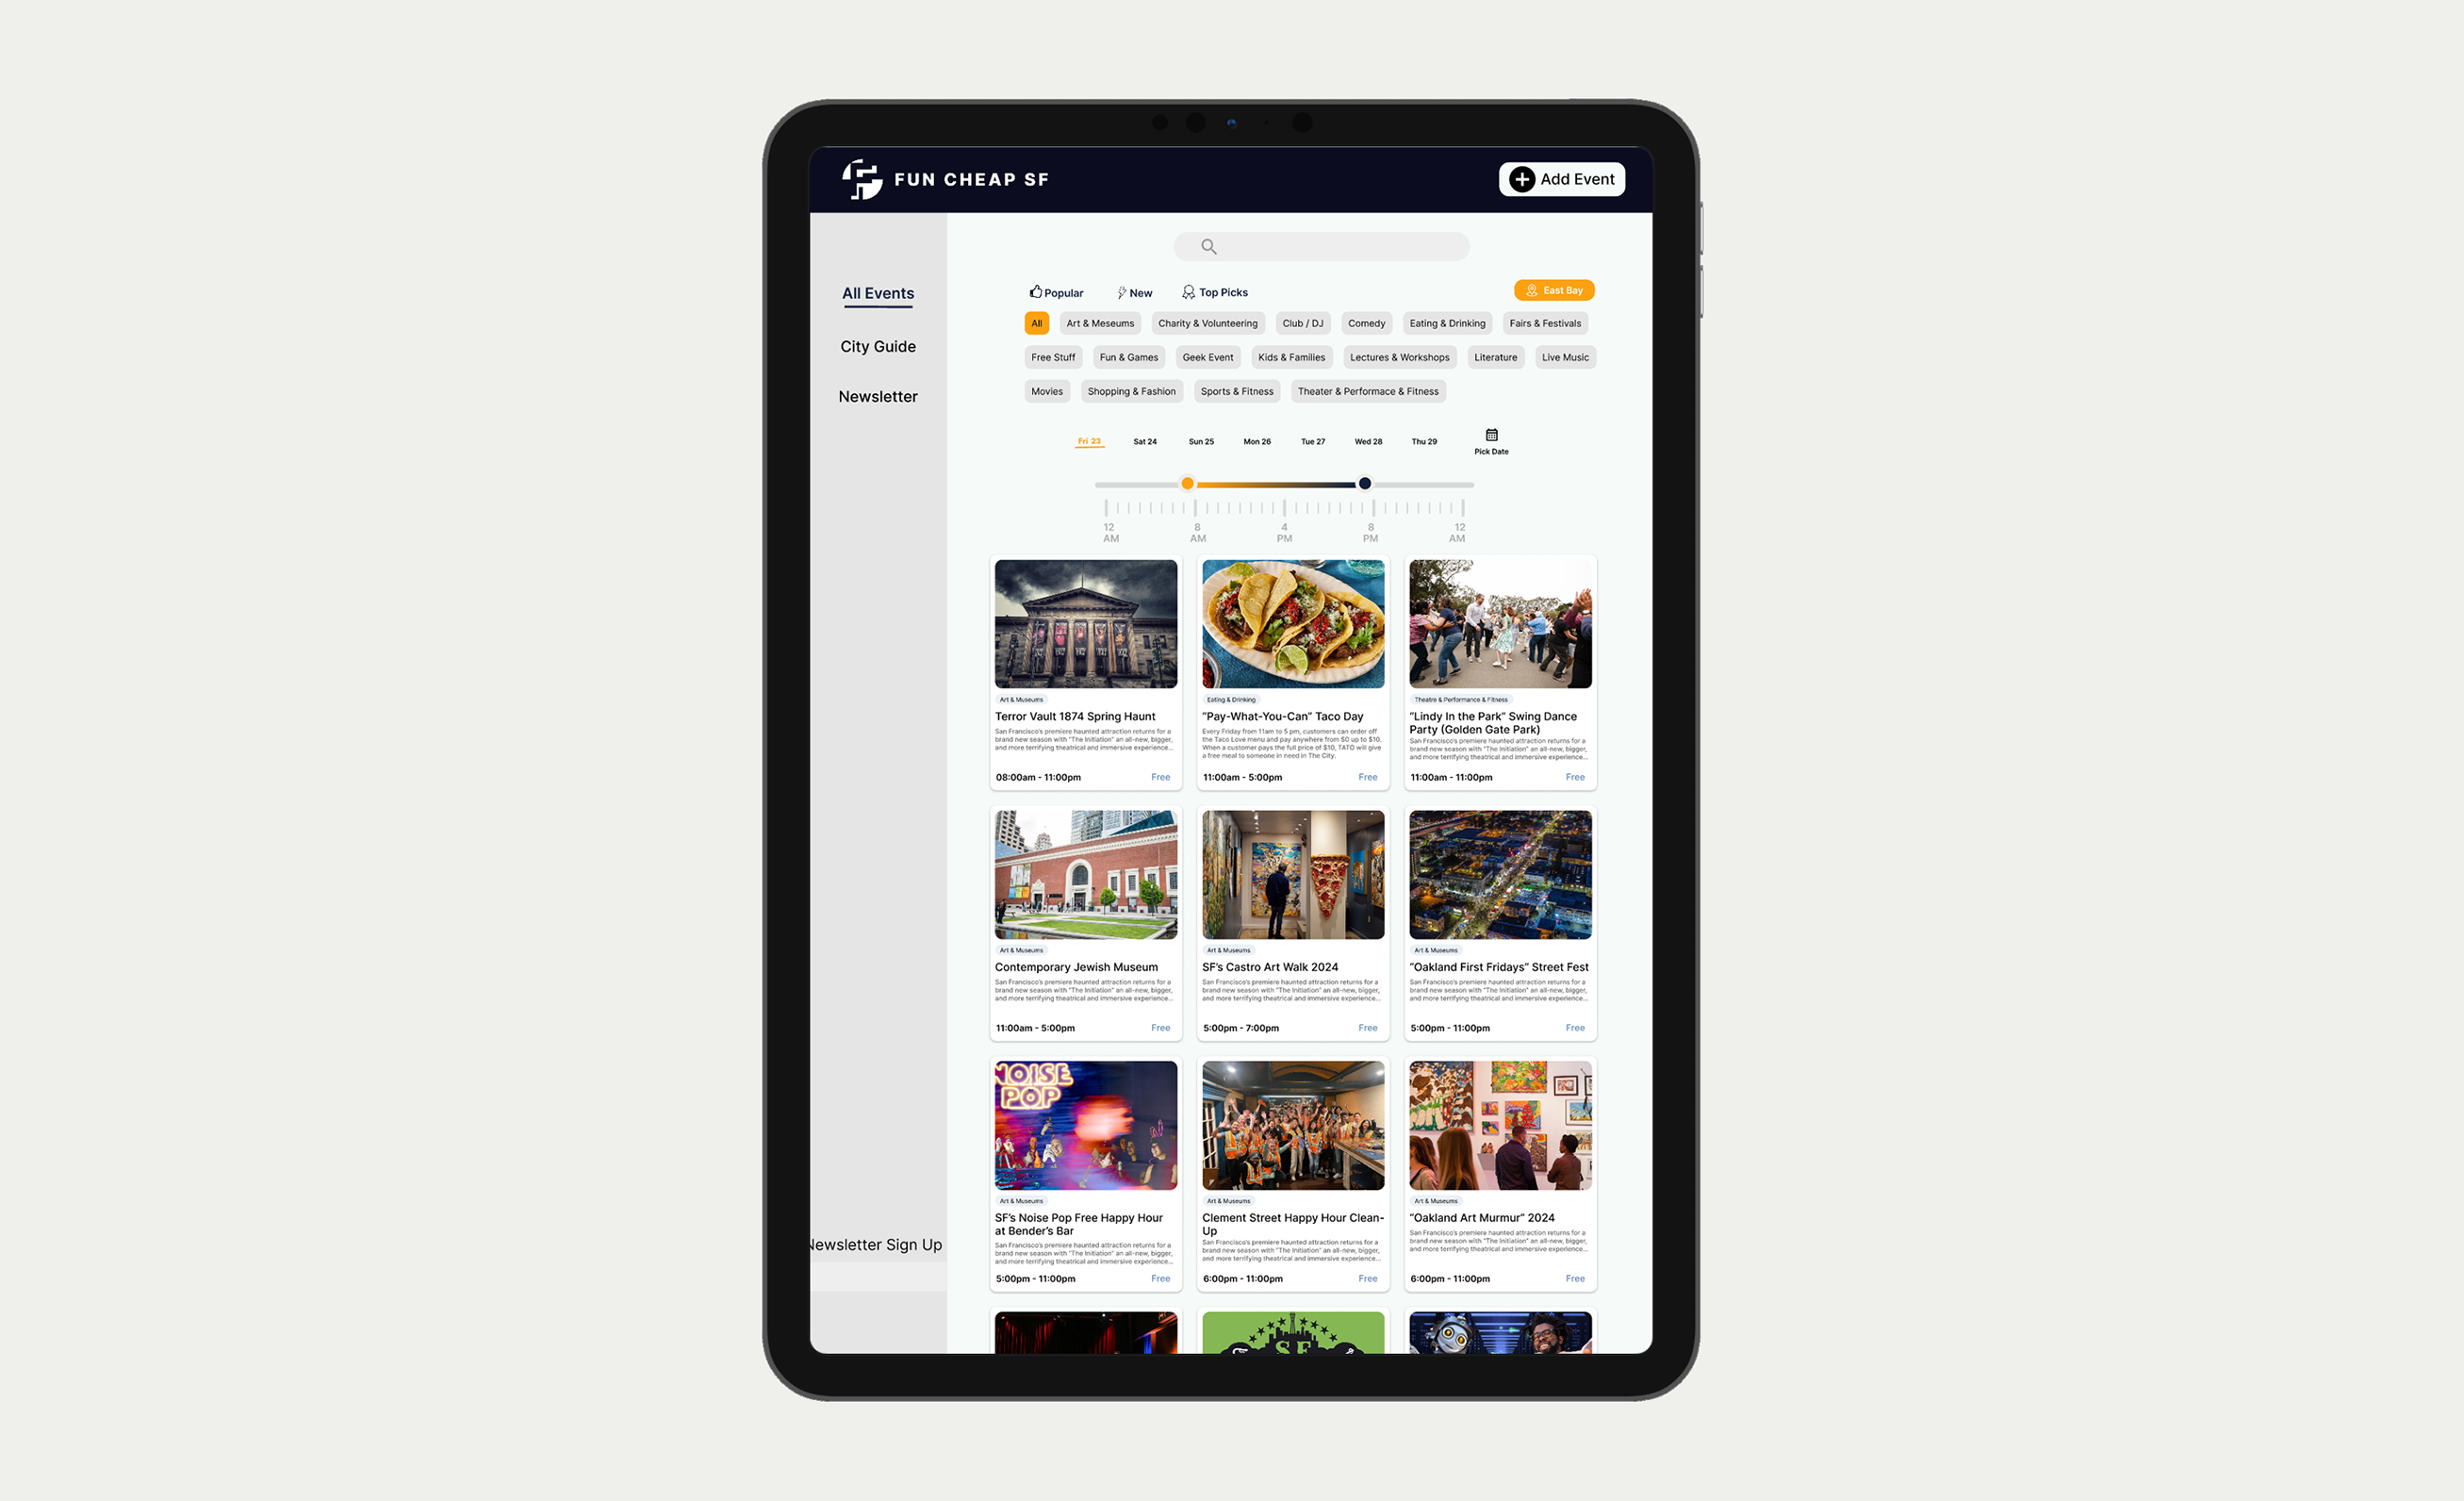 FUN CHEAP SF
Add Event
All Events
City Guide
Newsletter
Popular
New
Top Picks
East Bay
All
Art & Meseums
Charity & Volunteering
Club / DJ
Comedy
Eating & Drinking
Fairs & Festivals
Free Stuff
Fun & Games
Geek Event
Kids & Families
Lectures & Workshops
Literature
Live Music
Movies
Shopping & Fashion
Sports & Fitness
Theater & Performace & Fitness
Fri 23
Sat 24
Sun 25
Mon 26
Tue 27
Wed 28
Thu 29
Pick Date
12 AM
8 AM
4 PM
8 PM
12 AM
Art & Museums
Terror Vault 1874 Spring Haunt
San Francisco's premiere haunted attraction returns for a
brand new season with "The Initiation" an all-new, bigger,
and more terrifying theatrical and immersive experience...
08:00am - 11:00pm
Free
Eating & Drinking
"Pay-What-You-Can" Taco Day
Every Friday from 11am to 5 pm, customers can order off
the Taco Love menu and pay anywhere from $0 up to $10.
When a customer pays the full price of $10, TATO will give
a free meal to someone in need in The City.
11:00am - 5:00pm
Free
Theatre & Performance & Fitness
"Lindy In the Park" Swing Dance
Party (Golden Gate Park)
San Francisco's premiere haunted attraction returns for a
brand new season with "The Initiation" an all-new, bigger,
and more terrifying theatrical and immersive experience...
11:00am - 11:00pm
Free
Art & Museums
Contemporary Jewish Museum
San Francisco's premiere haunted attraction returns for a
brand new season with "The Initiation" an all-new, bigger,
and more terrifying theatrical and immersive experience...
11:00am - 5:00pm
Free
Art & Museums
SF's Castro Art Walk 2024
San Francisco's premiere haunted attraction returns for a
brand new season with "The Initiation" an all-new, bigger,
and more terrifying theatrical and immersive experience...
5:00pm - 7:00pm
Free
Art & Museums
"Oakland First Fridays" Street Fest
San Francisco's premiere haunted attraction returns for a
brand new season with "The Initiation" an all-new, bigger,
and more terrifying theatrical and immersive experience...
5:00pm - 11:00pm
Free
NOISE
POP
Art & Museums
SF's Noise Pop Free Happy Hour
at Bender's Bar
San Francisco's premiere haunted attraction returns for a
brand new season with "The Initiation" an all-new, bigger,
and more terrifying theatrical and immersive experience...
5:00pm - 11:00pm
Free
Art & Museums
Clement Street Happy Hour Clean-
Up
San Francisco's premiere haunted attraction returns for a
brand new season with "The Initiation" an all-new, bigger,
and more terrifying theatrical and immersive experience...
6:00pm - 11:00pm
Free
Art & Museums
"Oakland Art Murmur" 2024
San Francisco's premiere haunted attraction returns for a
brand new season with "The Initiation" an all-new, bigger,
and more terrifying theatrical and immersive experience...
6:00pm - 11:00pm
Free
Newsletter Sign Up
SF